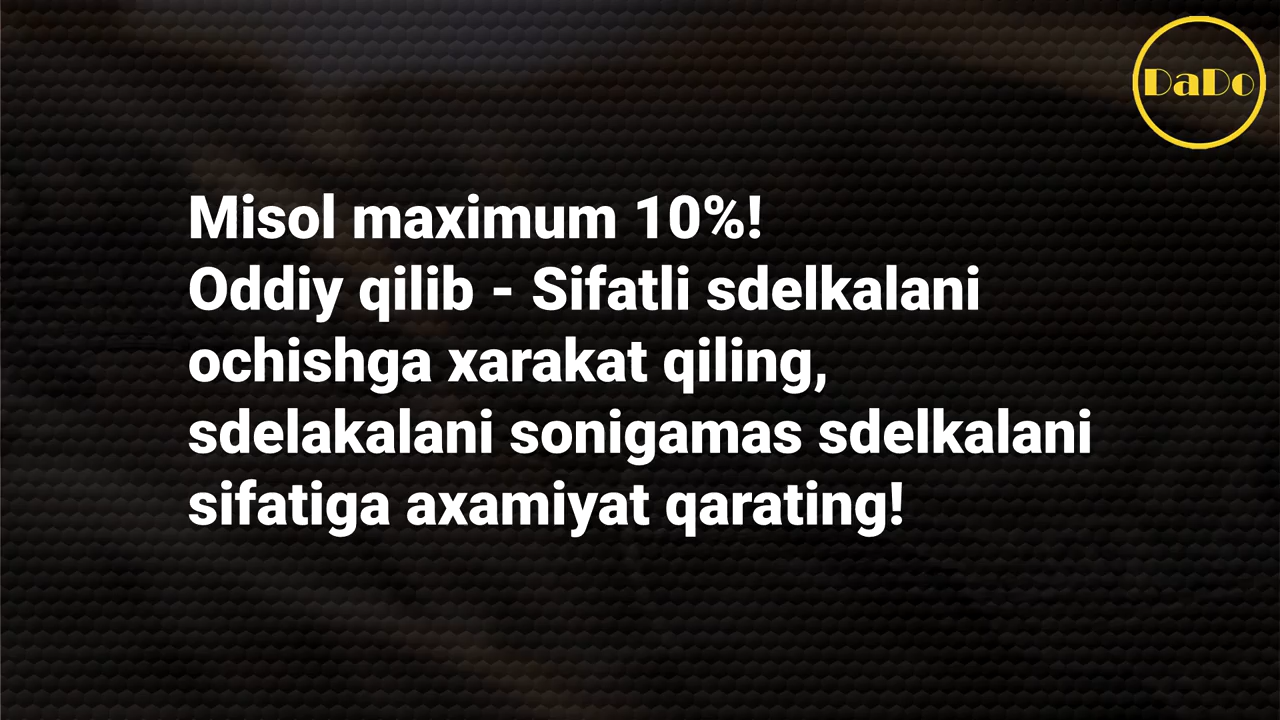 DaDo
Misol maximum 10%!
Oddiy qilib - Sifatli sdelkalani
ochishga xarakat qiling,
sdelakalani sonigamas sdelkalani
sifatiga axamiyat qarating!